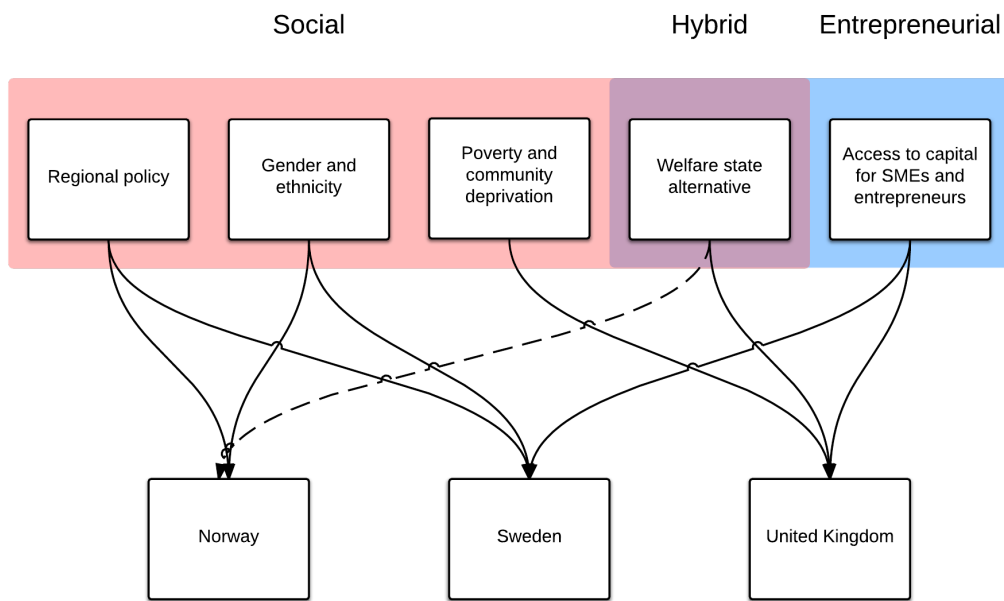 Social
Hybrid
Entrepreneurial
Regional policy
Gender and
ethnicity
Poverty and
community
deprivation
Welfare state
alternative
Access to capital
for SMEs and
entrepreneurs
Norway
Sweden
United Kingdom